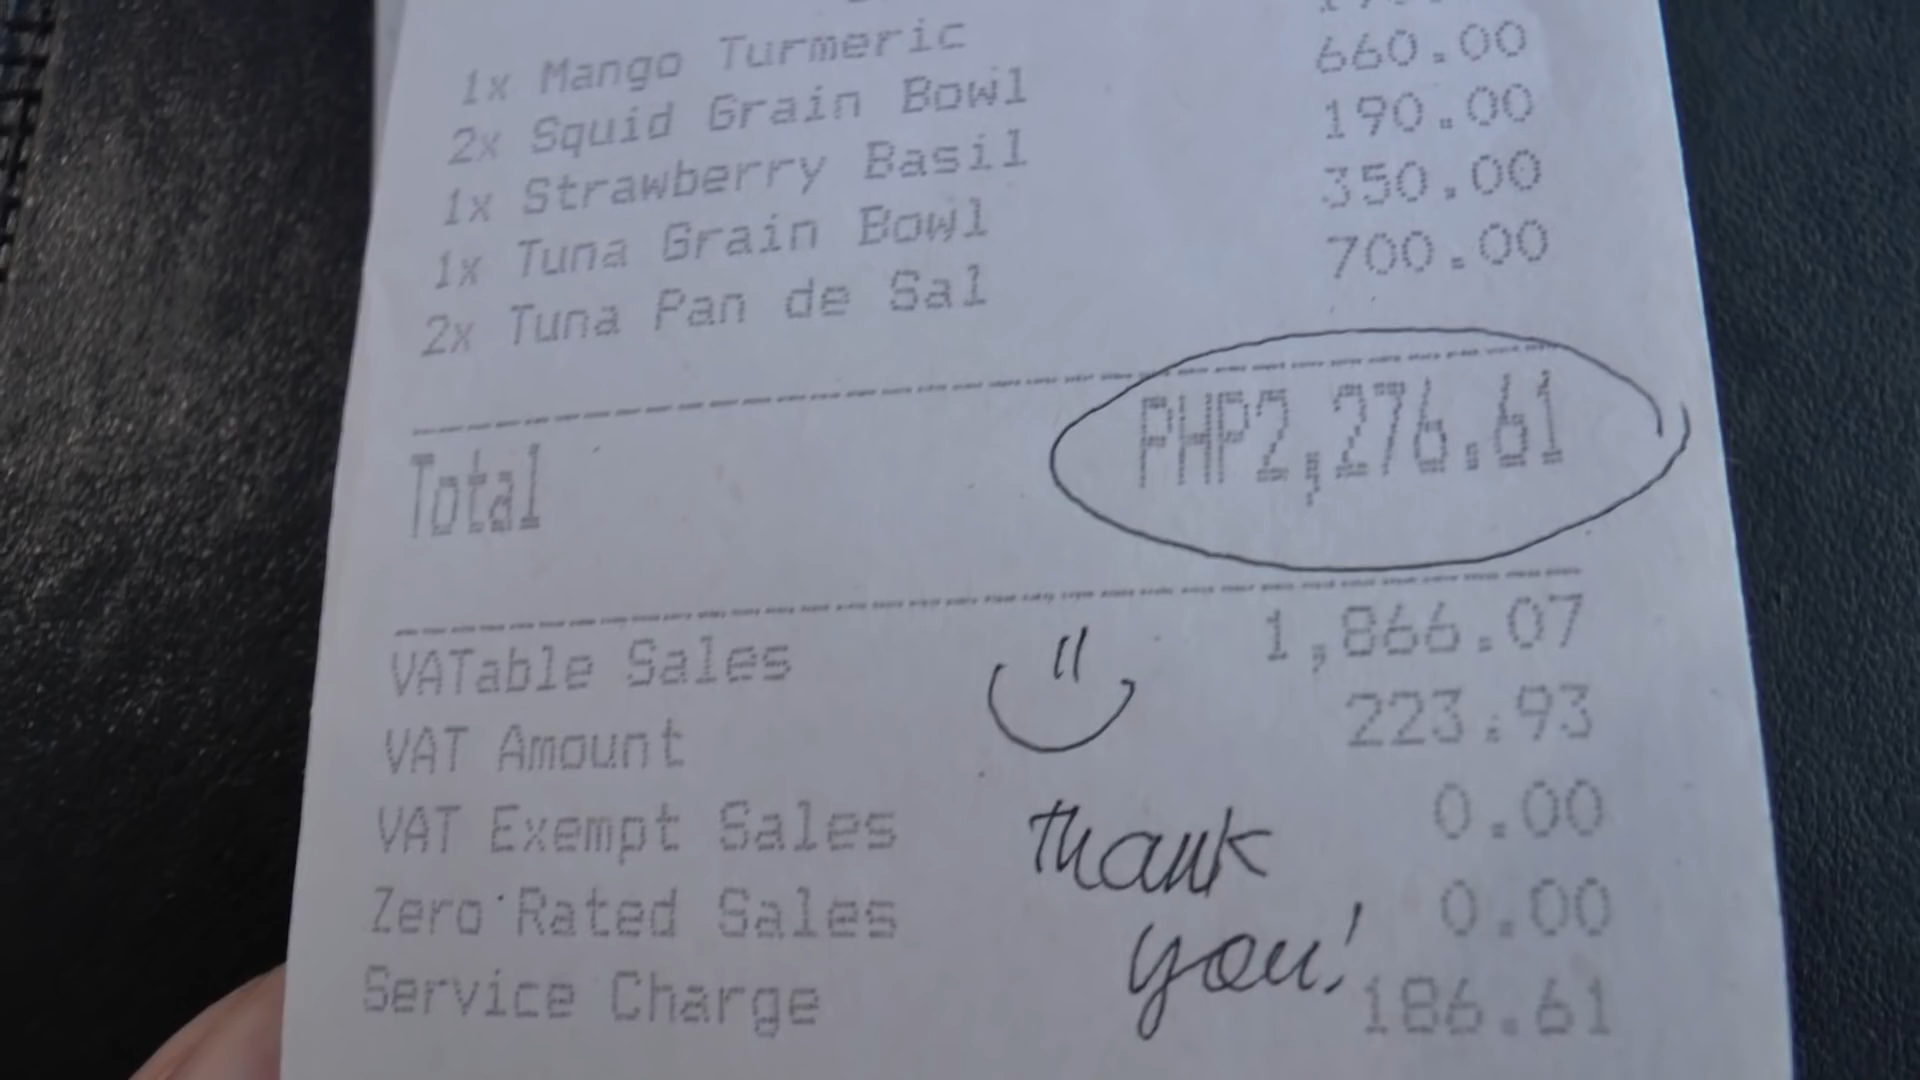 1x Mango Turmeric
2x Squid Grain Bowl 660.00
1x Strawberry Basil 190.00
1x Tuna Grain Bowl 350.00
2x Tuna Pan de Sal 700.00
Total PHP2,276.61
VATable Sales 1,866.07
VAT Amount 223.93
VAT Exempt Sales 0.00
Zero Rated Sales 0.00
Service Charge 186.61
Thank
you!